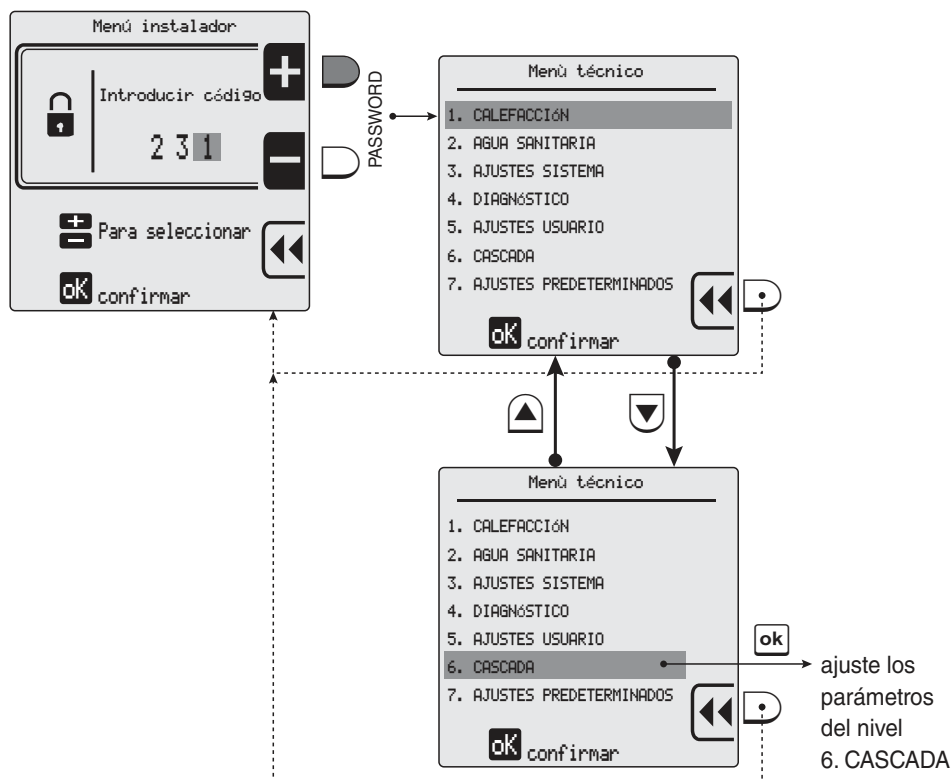 Menú instalador
Introducir código
2 3 1
+
-
+
-
Para seleccionar
oK confirmar
PASSWORD
Menù técnico
1. CALEFACCIóN
2. AGUA SANITARIA
3. AJUSTES SISTEMA
4. DIAGNóSTICO
5. AJUSTES USUARIO
6. CASCADA
7. AJUSTES PREDETERMINADOS
oK confirmar
Menù técnico
1. CALEFACCIóN
2. AGUA SANITARIA
3. AJUSTES SISTEMA
4. DIAGNóSTICO
5. AJUSTES USUARIO
6. CASCADA
7. AJUSTES PREDETERMINADOS
oK confirmar
ok
ajuste los
parámetros
del nivel
6. CASCADA